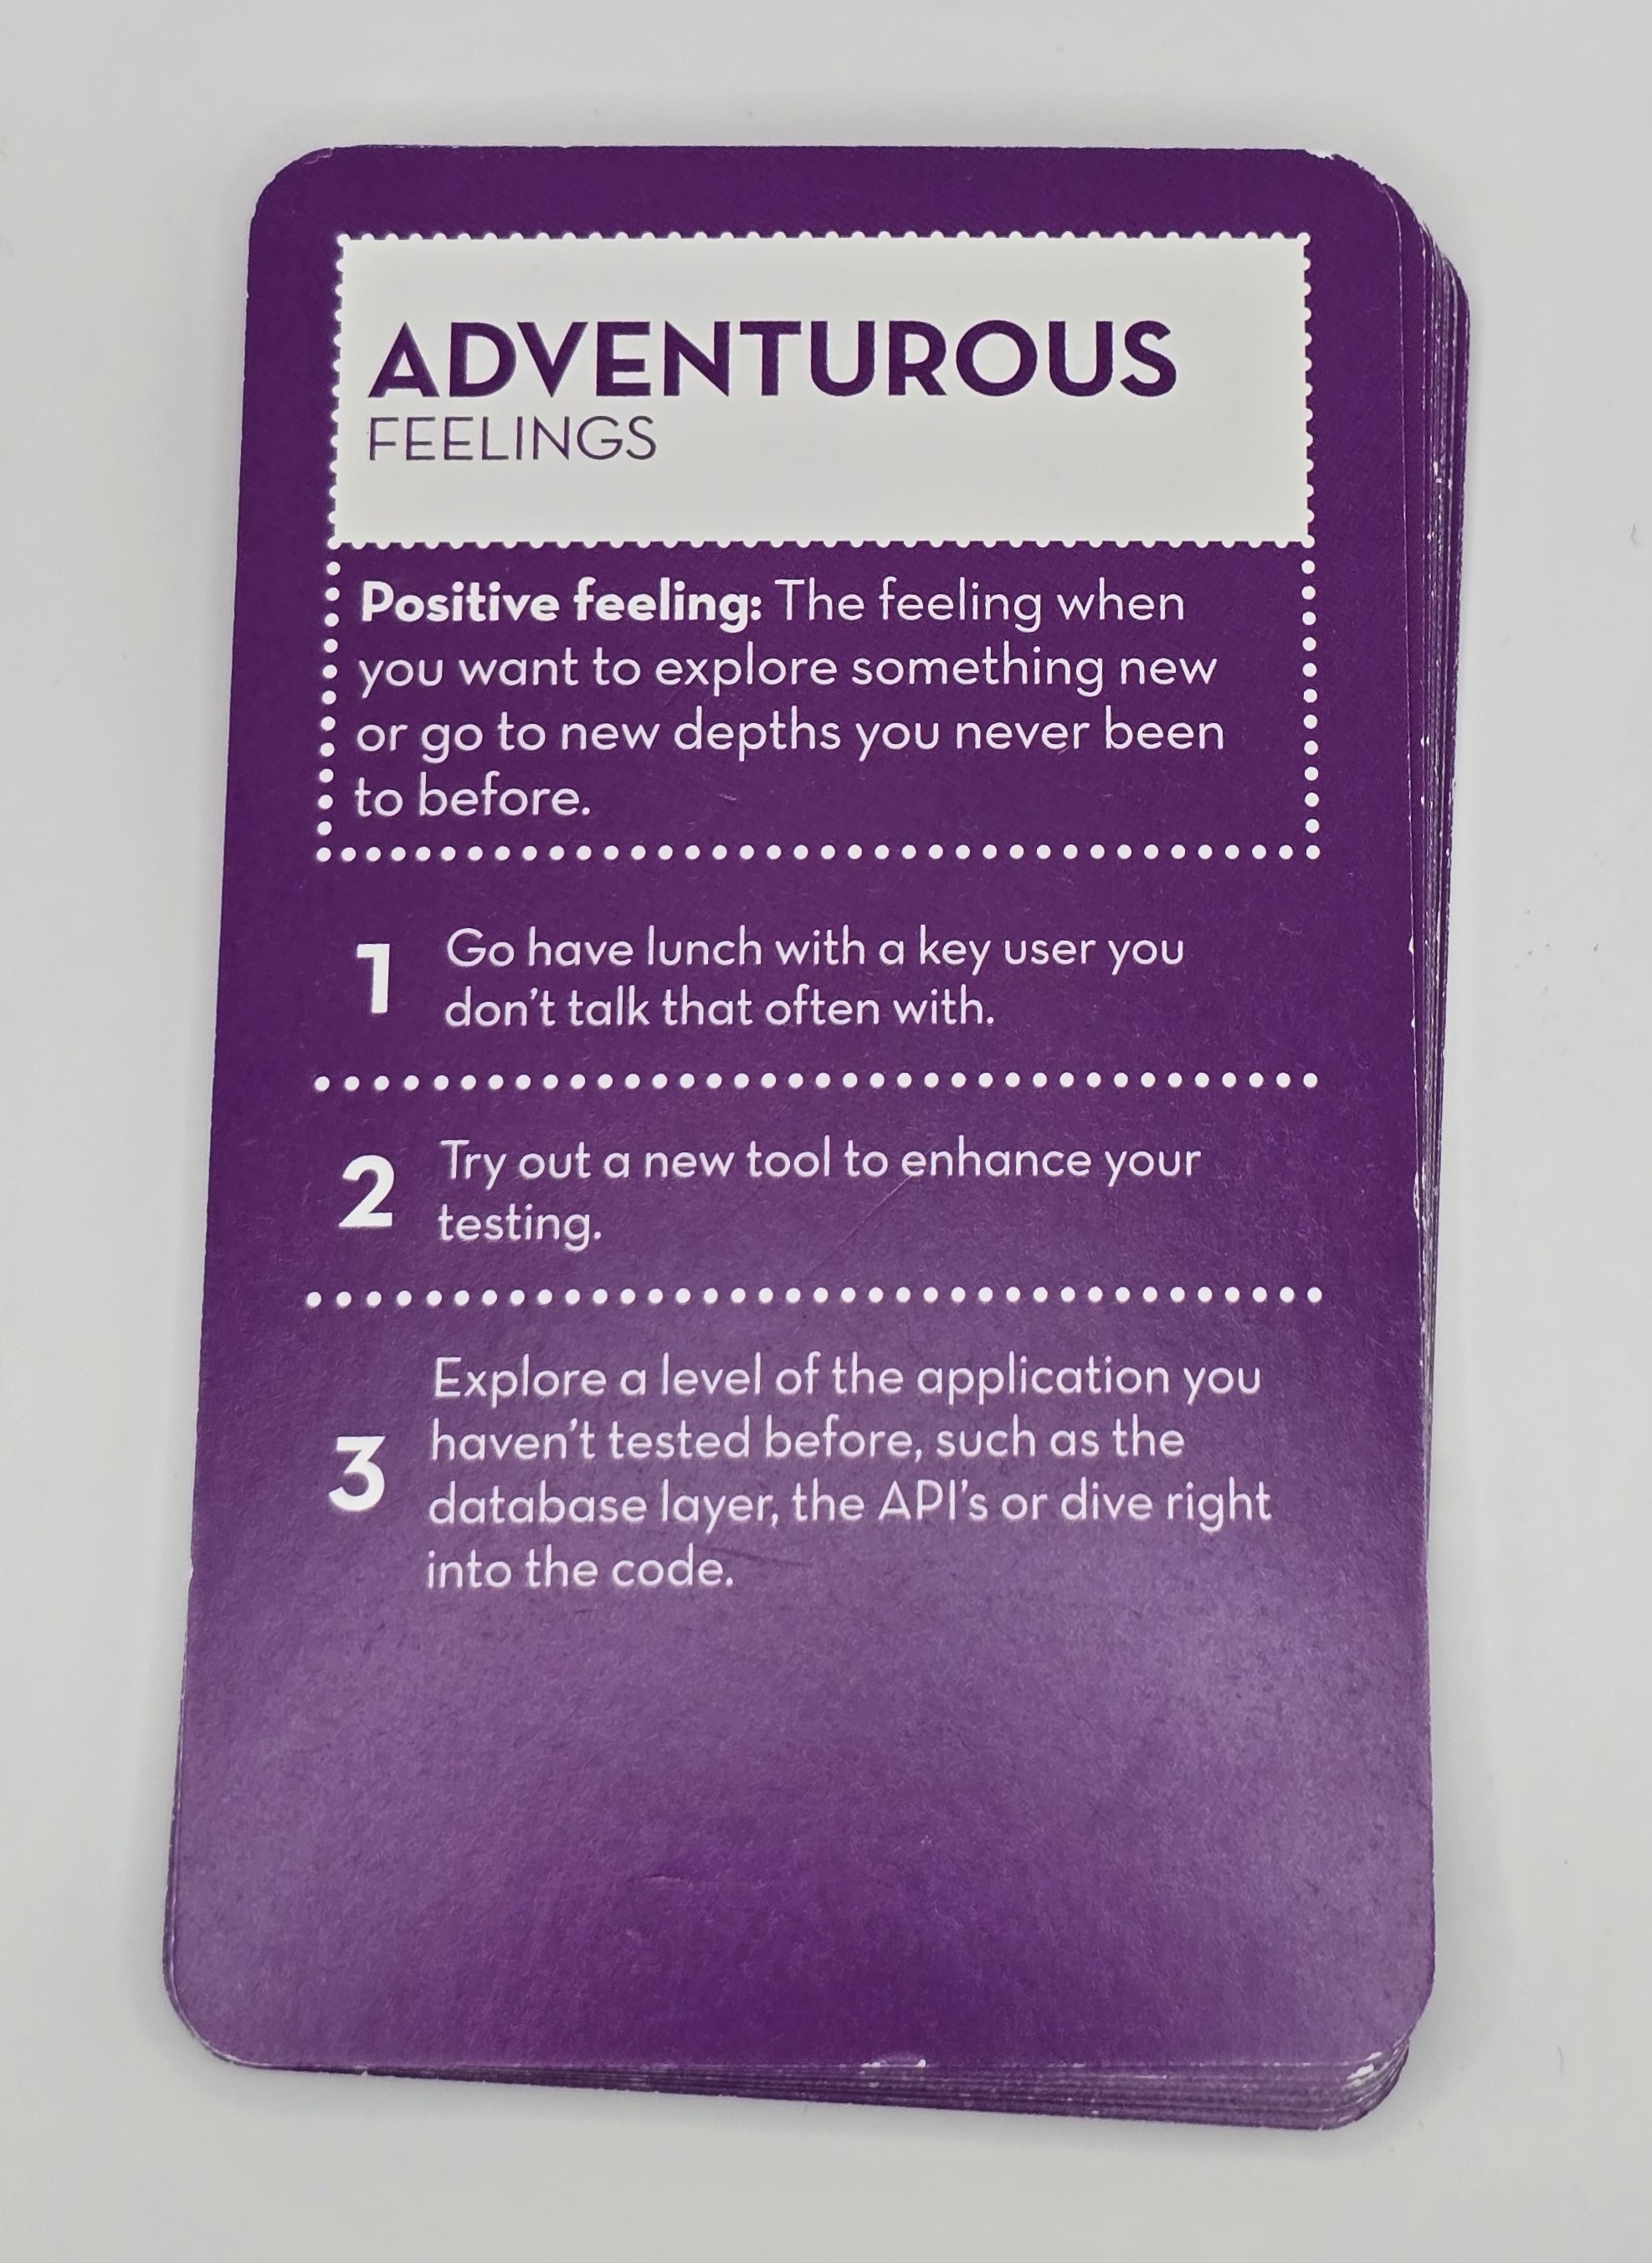 ADVENTUROUS
FEELINGS
Positive feeling: The feeling when
you want to explore something new
or go to new depths you never been
to before.
1 Go have lunch with a key user you
don't talk that often with.
2 Try out a new tool to enhance your
testing.
3 Explore a level of the application you
haven't tested before, such as the
database layer, the API's or dive right
into the code.